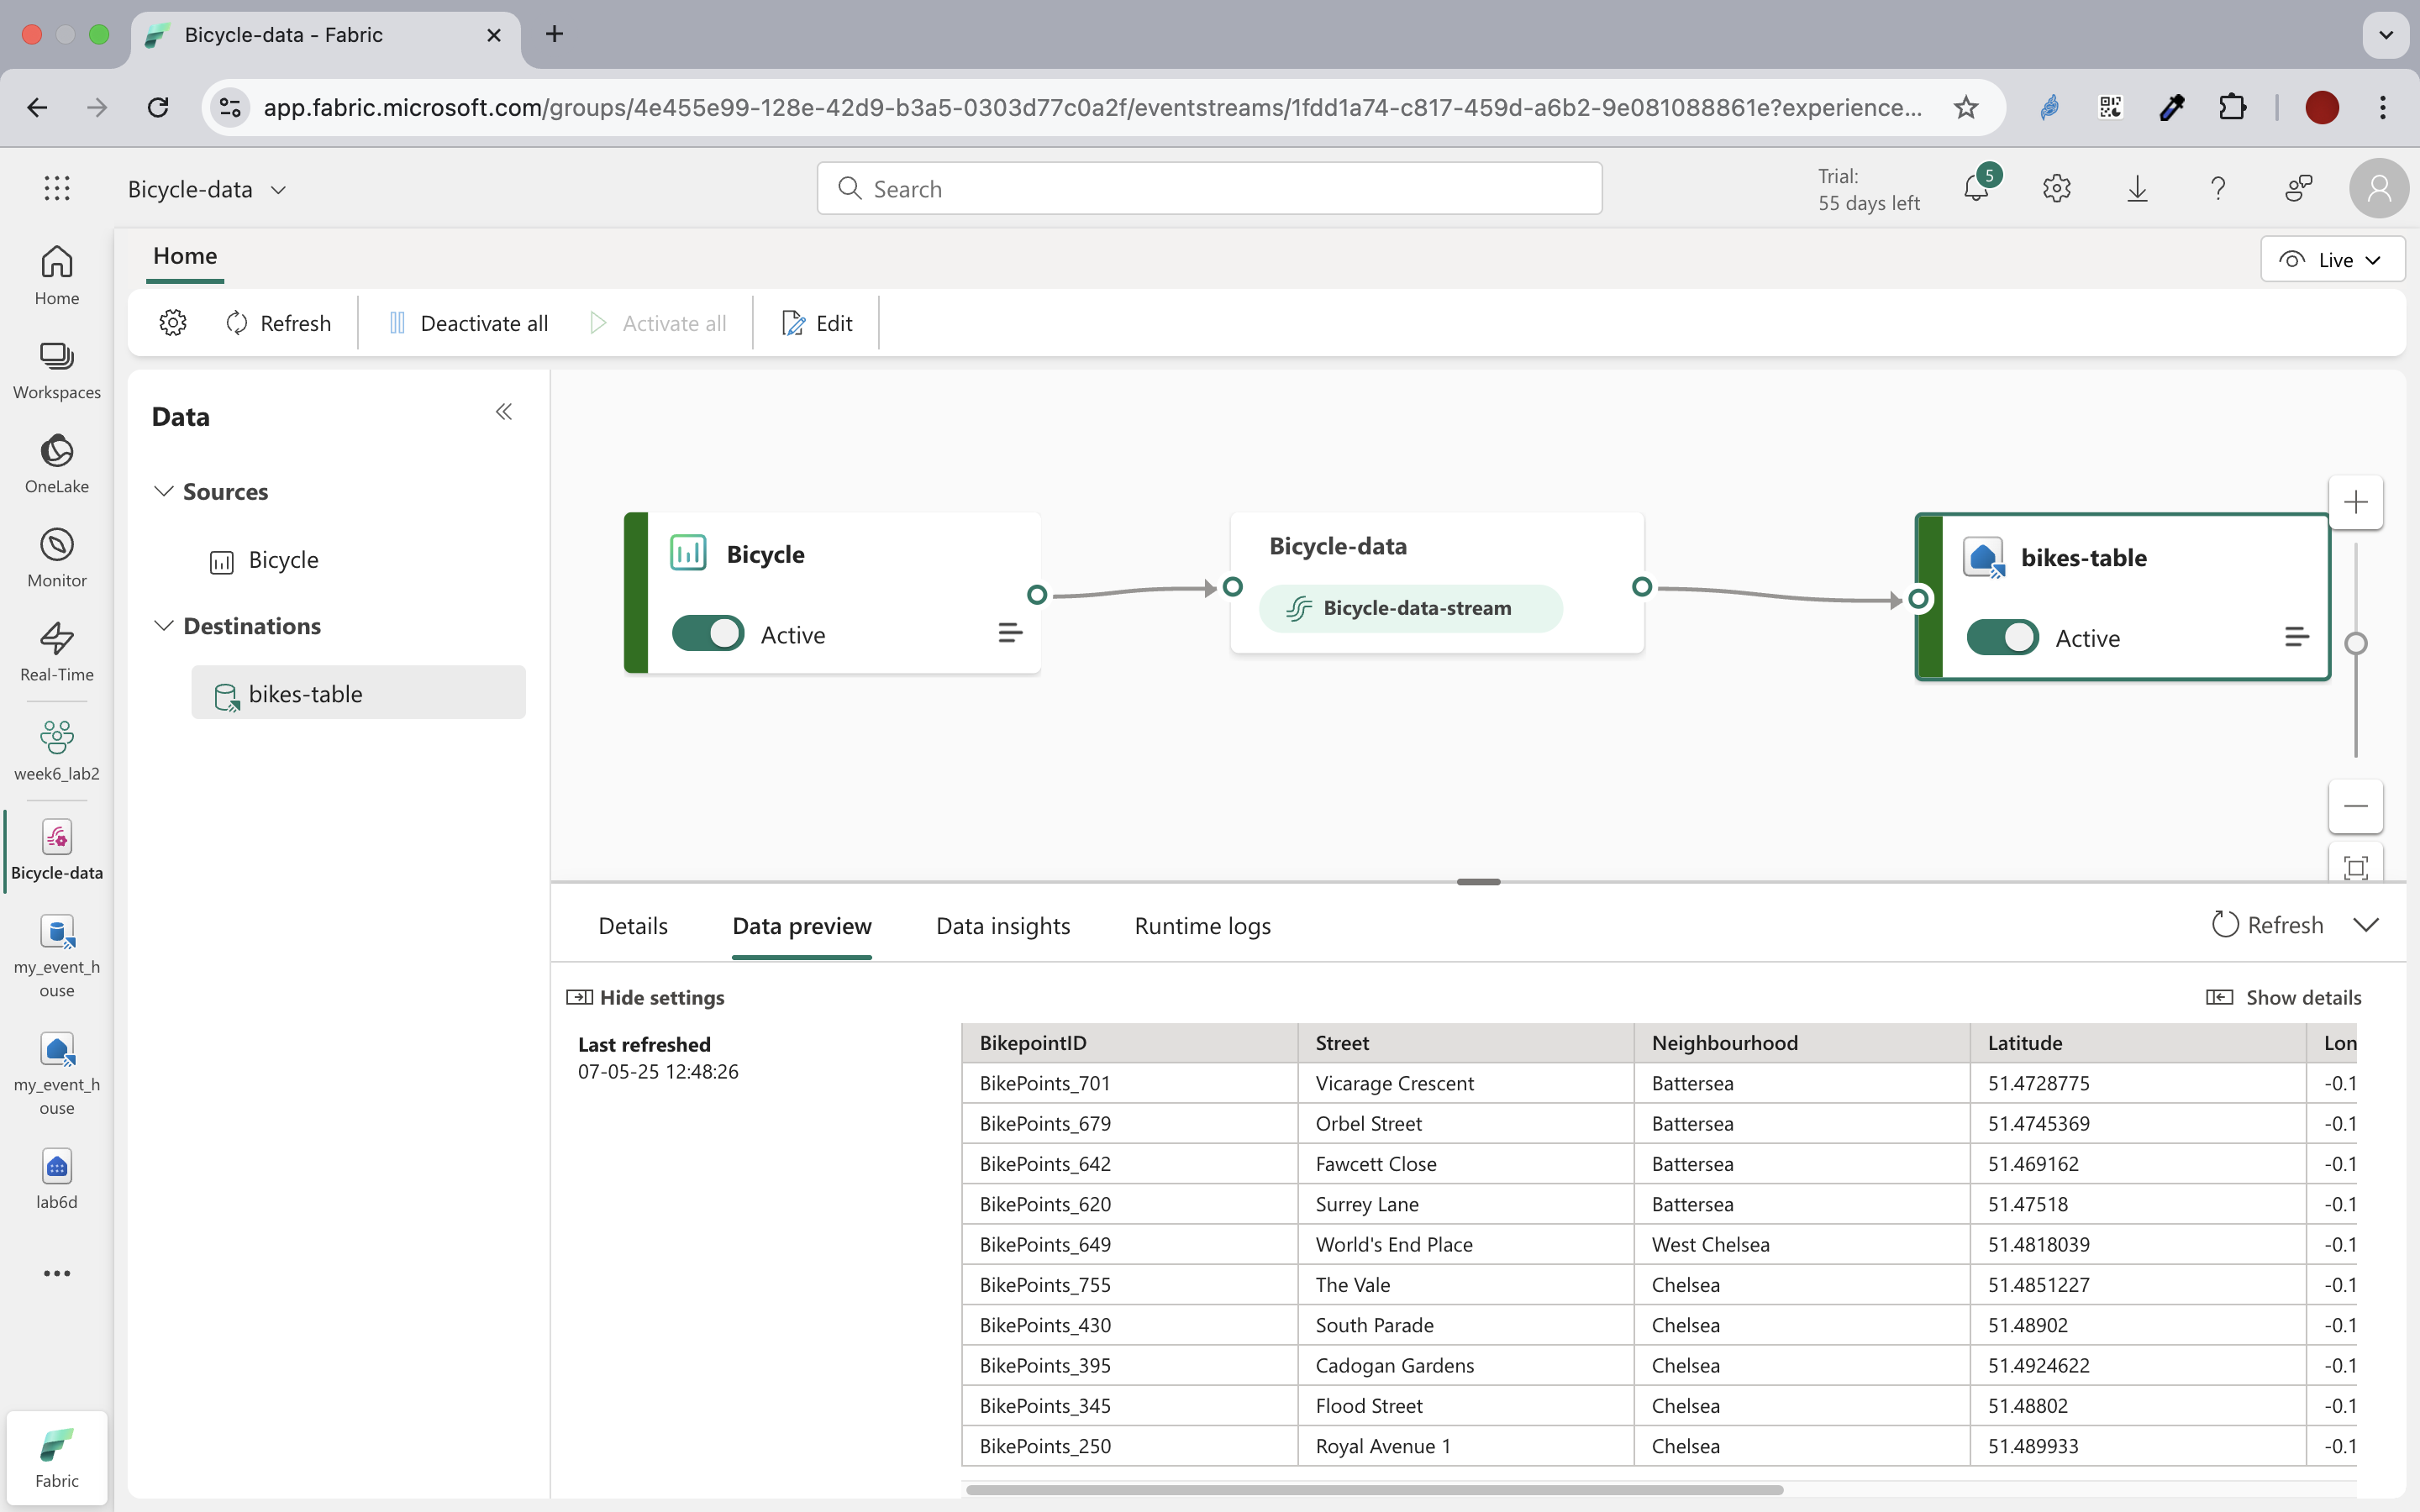 Bicycle-data - Fabric
app.fabric.microsoft.com/groups/4e455e99-128e-42d9-b3a5-0303d77c0a2f/eventstreams/1fdd1a74-c817-459d-a6b2-9e081088861e?experience...
Bicycle-data
Search
Trial:
55 days left
5
Home
Live
Home
Workspaces
OneLake
Monitor
Real-Time
week6_lab2
Bicycle-data
my_event_h
ouse
my_event_h
ouse
lab6d
Fabric
Refresh
Deactivate all
Activate all
Edit
Data
Sources
Bicycle
Destinations
bikes-table
Bicycle
Active
Bicycle-data
Bicycle-data-stream
bikes-table
Active
Details Data preview Data insights Runtime logs
Refresh
Hide settings
Show details
Last refreshed
07-05-25 12:48:26
BikepointID Street Neighbourhood Latitude Lon
BikePoints_701 Vicarage Crescent Battersea 51.4728775 -0.1
BikePoints_679 Orbel Street Battersea 51.4745369 -0.1
BikePoints_642 Fawcett Close Battersea 51.469162 -0.1
BikePoints_620 Surrey Lane Battersea 51.47518 -0.1
BikePoints_649 World's End Place West Chelsea 51.4818039 -0.1
BikePoints_755 The Vale Chelsea 51.4851227 -0.1
BikePoints_430 South Parade Chelsea 51.48902 -0.1
BikePoints_395 Cadogan Gardens Chelsea 51.4924622 -0.1
BikePoints_345 Flood Street Chelsea 51.48802 -0.1
BikePoints_250 Royal Avenue 1 Chelsea 51.489933 -0.1